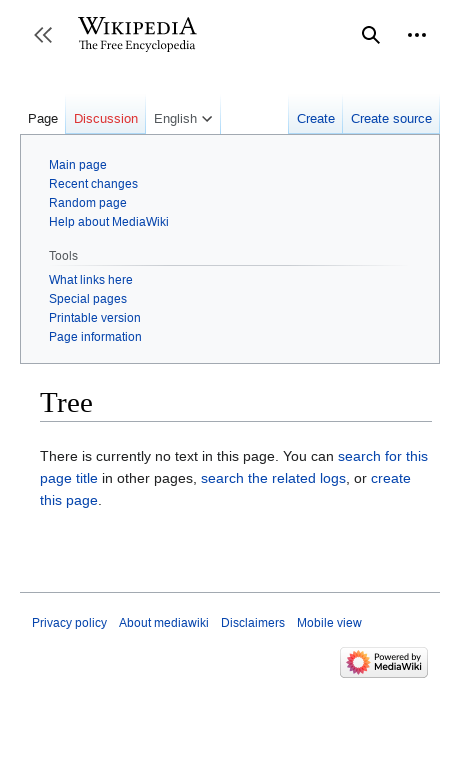 WIKIPEDIA
The Free Encyclopedia
Page Discussion English Create Create source
Main page
Recent changes
Random page
Help about MediaWiki
Tools
What links here
Special pages
Printable version
Page information
Tree
There is currently no text in this page. You can search for this
page title in other pages, search the related logs, or create
this page.
Privacy policy About mediawiki Disclaimers Mobile view
Powered by
MediaWiki